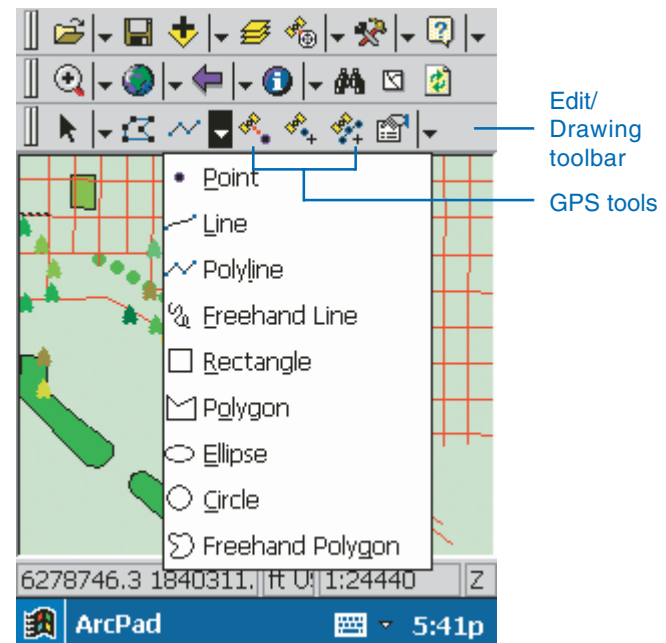 Edit/
Drawing
toolbar
GPS tools
Point
Line
Polyline
Freehand Line
Rectangle
Polygon
Ellipse
Circle
Freehand Polygon
6278746.3 1840311. ft U 1:24440 Z
ArcPad 5:41p